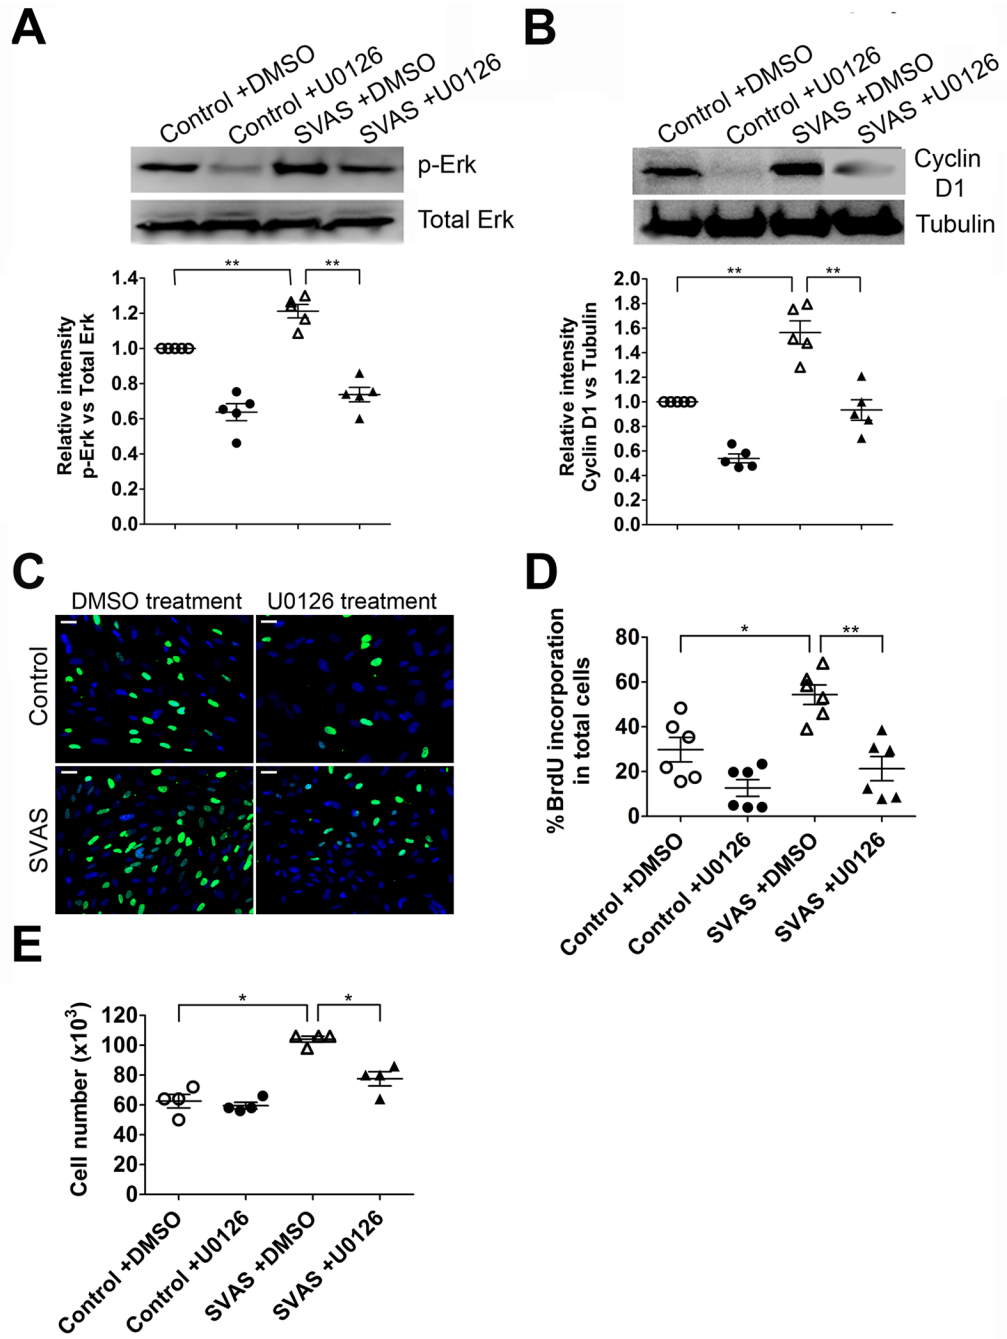 A
Control +DMSO
Control +U0126
SVAS +DMSO
SVAS +U0126
p-Erk
Total Erk
**
**
Relative intensity
p-Erk vs Total Erk
1.4
1.2
1.0
0.8
0.6
0.4
0.2
0.0
B
Control +DMSO
Control +U0126
SVAS +DMSO
SVAS +U0126
Cyclin
D1
Tubulin
**
**
Relative intensity
Cyclin D1 vs Tubulin
2.0
1.8
1.6
1.4
1.2
1.0
0.8
0.6
0.4
0.2
0.0
C
DMSO treatment
U0126 treatment
Control
SVAS
D
*
**
%BrdU incorporation
in total cells
80
60
40
20
0
Control +DMSO
Control +U0126
SVAS +DMSO
SVAS +U0126
E
*
*
Cell number (x10³)
120
100
80
60
40
20
0
Control +DMSO
Control +U0126
SVAS +DMSO
SVAS +U0126